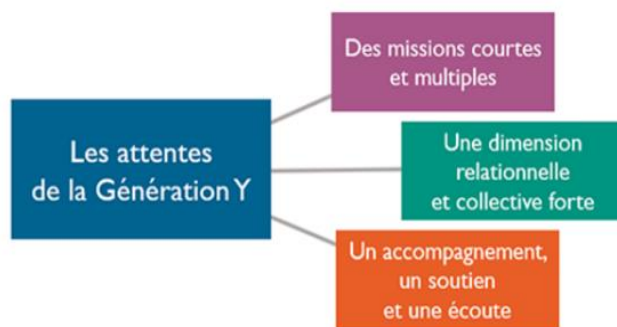 Les attentes
de la Génération Y
Des missions courtes
et multiples
Une dimension
relationnelle
et collective forte
Un accompagnement,
un soutien
et une écoute